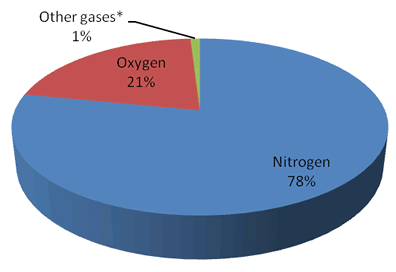 Other gases*
1%
Oxygen
21%
Nitrogen
78%